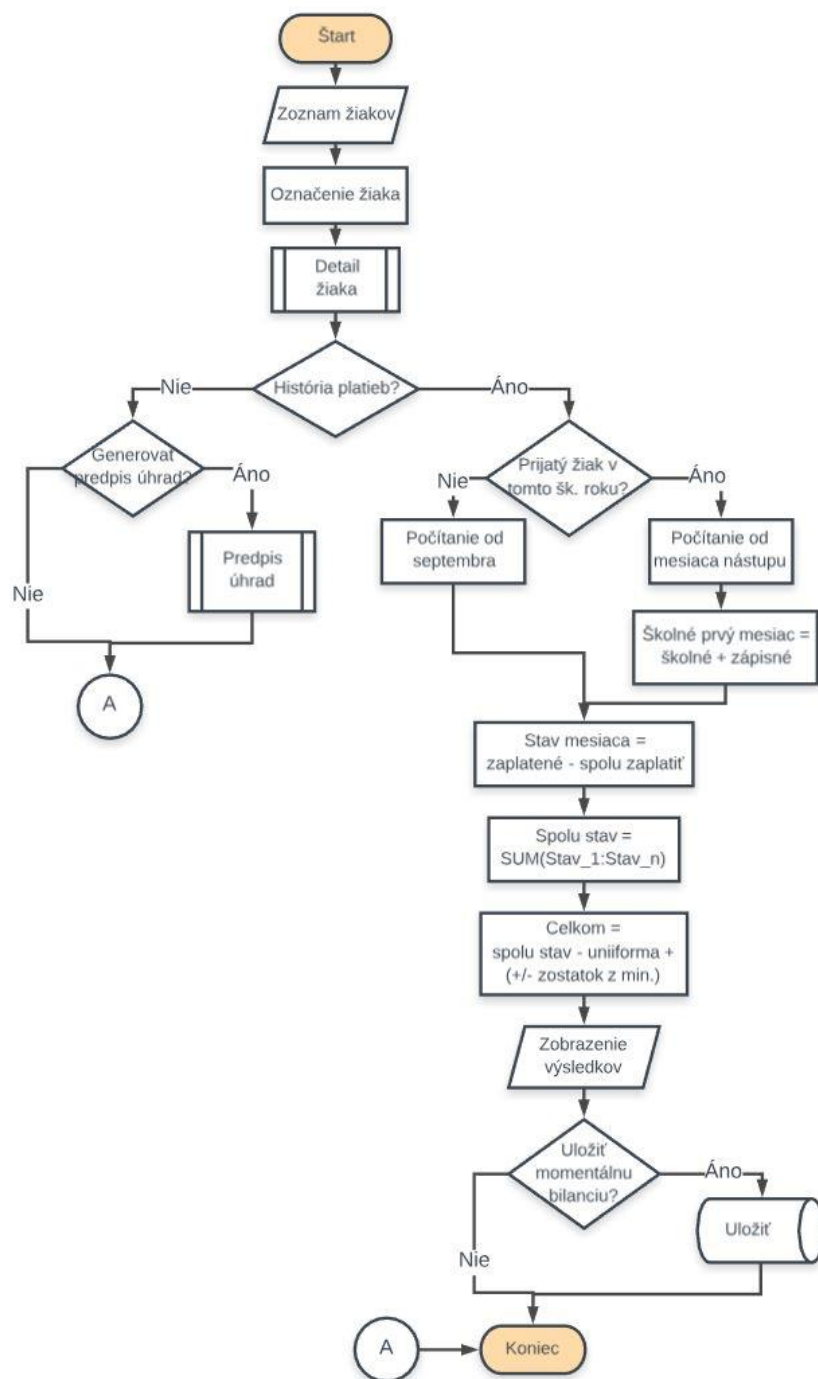 Štart
Zoznam žiakov
Označenie žiaka
Detail
žiaka
História platieb?
Nie
Áno
Generovať
predpis úhrad?
Áno
Nie
Predpis
úhrad
A
Prijatý žiak v
tomto šk. roku?
Nie
Áno
Počítanie od
septembra
Počítanie od
mesiaca nástupu
Školné prvý mesiac =
školné + zápisné
Stav mesiaca =
zaplatené - spolu zaplatiť
Spolu stav =
SUM(Stav_1:Stav_n)
Celkom =
spolu stav - uniiforma +
(+/- zostatok z min.)
Zobrazenie
výsledkov
Uložiť
momentálnu
bilanciu?
Áno
Uložiť
Nie
A
Koniec